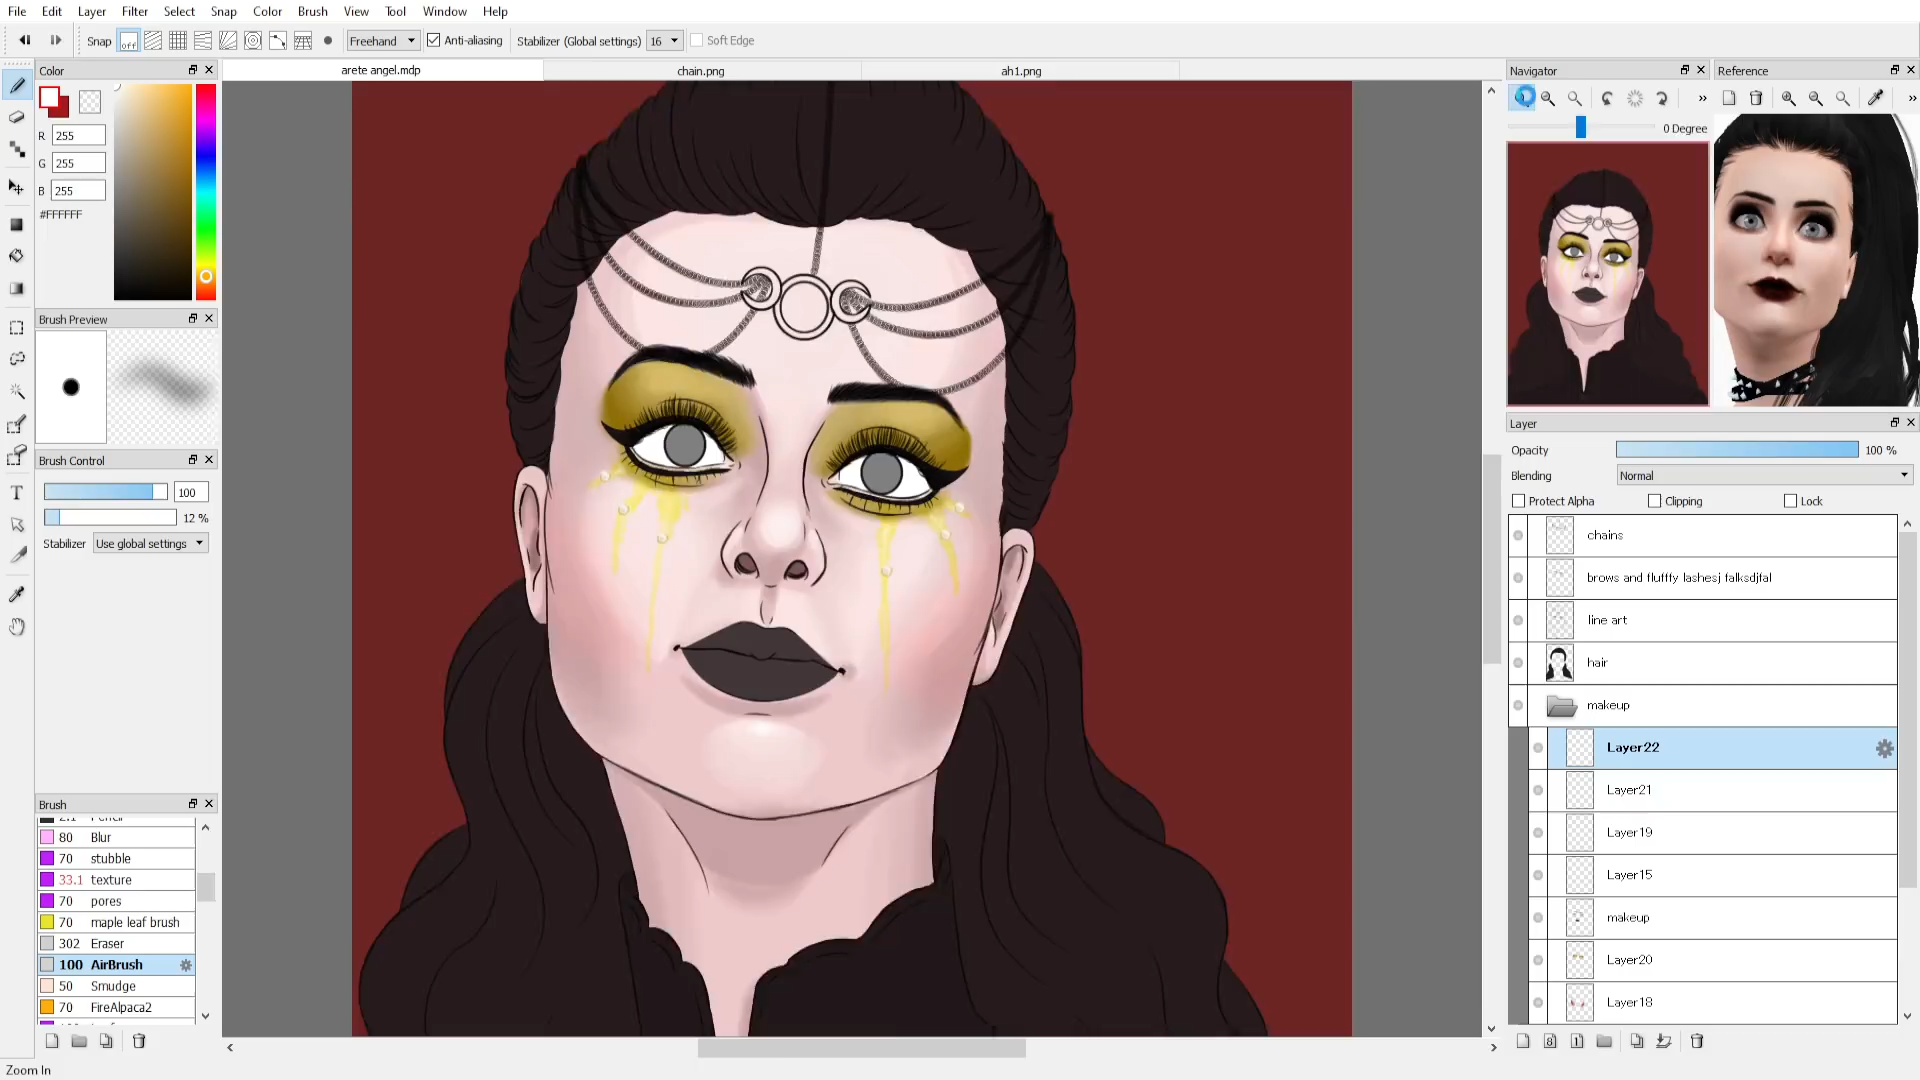 File Edit Layer Filter Select Snap Color Brush View Tool Window Help
Snap off Freehand Anti-aliasing Stabilizer (Global settings) 16 Soft Edge
Color
arete angel.mdp chain.png ah1.png
Navigator
Reference
R 255
G 255
B 255
#FFFFFF
0 Degree
Brush Preview
Brush Control
100
12 %
Stabilizer Use global settings
Layer
Opacity 100 %
Blending Normal
Protect Alpha Clipping Lock
chains
brows and flufffy lashesj falksdjfal
line art
hair
makeup
Layer22
Layer21
Layer19
Layer15
makeup
Layer20
Layer18
Brush
80 Blur
70 stubble
33.1 texture
70 pores
70 maple leaf brush
302 Eraser
100 AirBrush
50 Smudge
70 FireAlpaca2
8 1
Zoom In